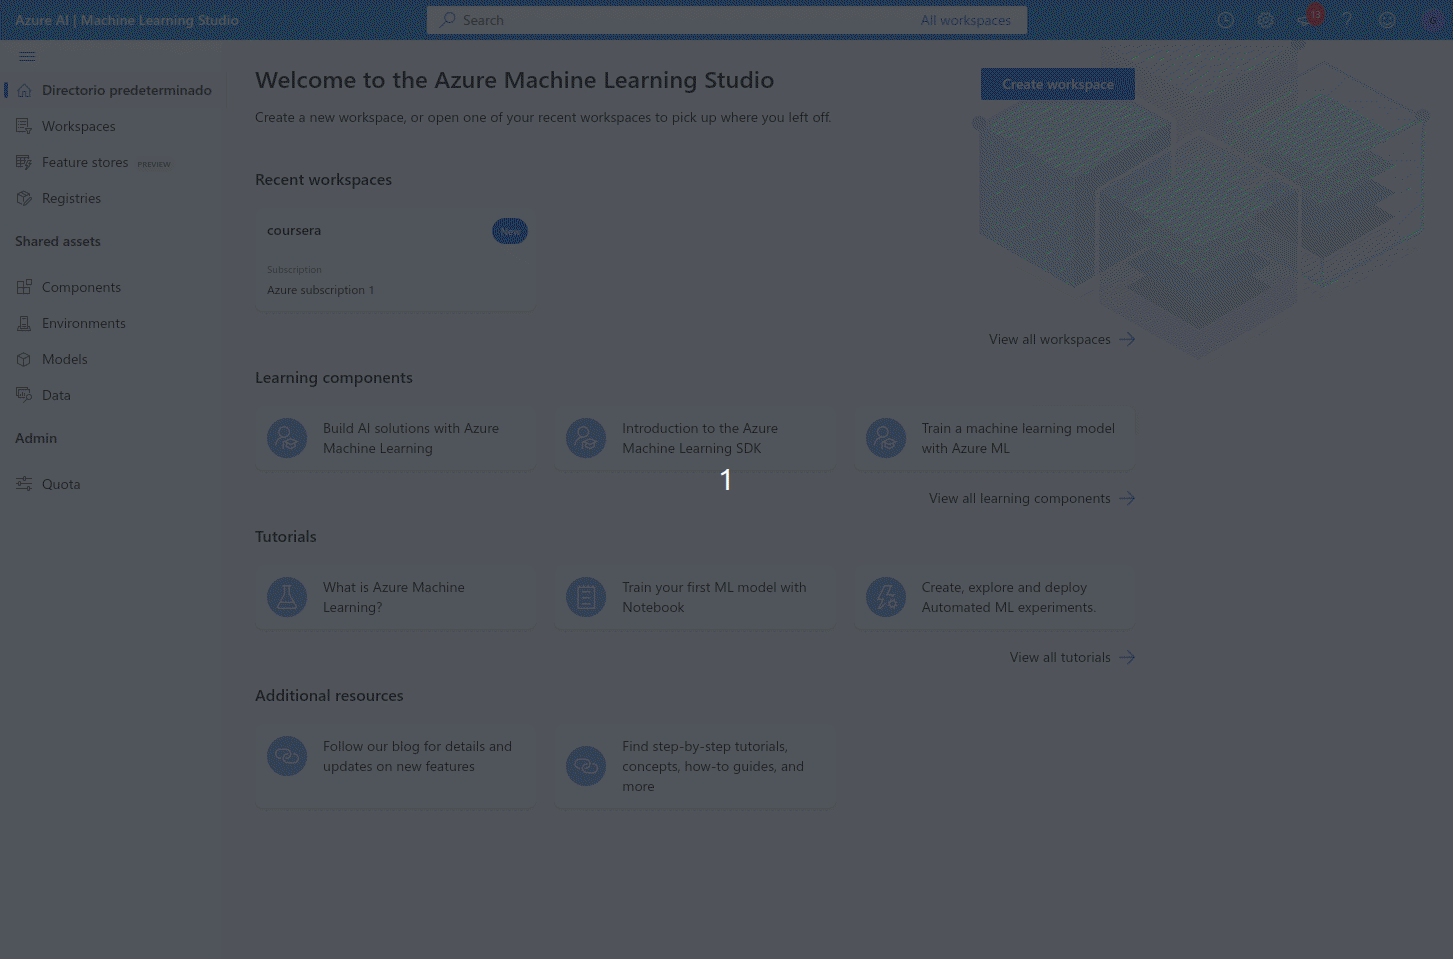 Azure AI | Machine Learning Studio
Search
All workspaces
13
G
Directorio predeterminado
Workspaces
Feature stores PREVIEW
Registries
Shared assets
Components
Environments
Models
Data
Admin
Quota
Welcome to the Azure Machine Learning Studio
Create workspace
Create a new workspace, or open one of your recent workspaces to pick up where you left off.
Recent workspaces
coursera
New
Subscription
Azure subscription 1
View all workspaces
Learning components
Build AI solutions with Azure
Machine Learning
Introduction to the Azure
Machine Learning SDK
Train a machine learning model
with Azure ML
1
View all learning components
Tutorials
What is Azure Machine
Learning?
Train your first ML model with
Notebook
Create, explore and deploy
Automated ML experiments.
View all tutorials
Additional resources
Follow our blog for details and
updates on new features
Find step-by-step tutorials,
concepts, how-to guides, and
more